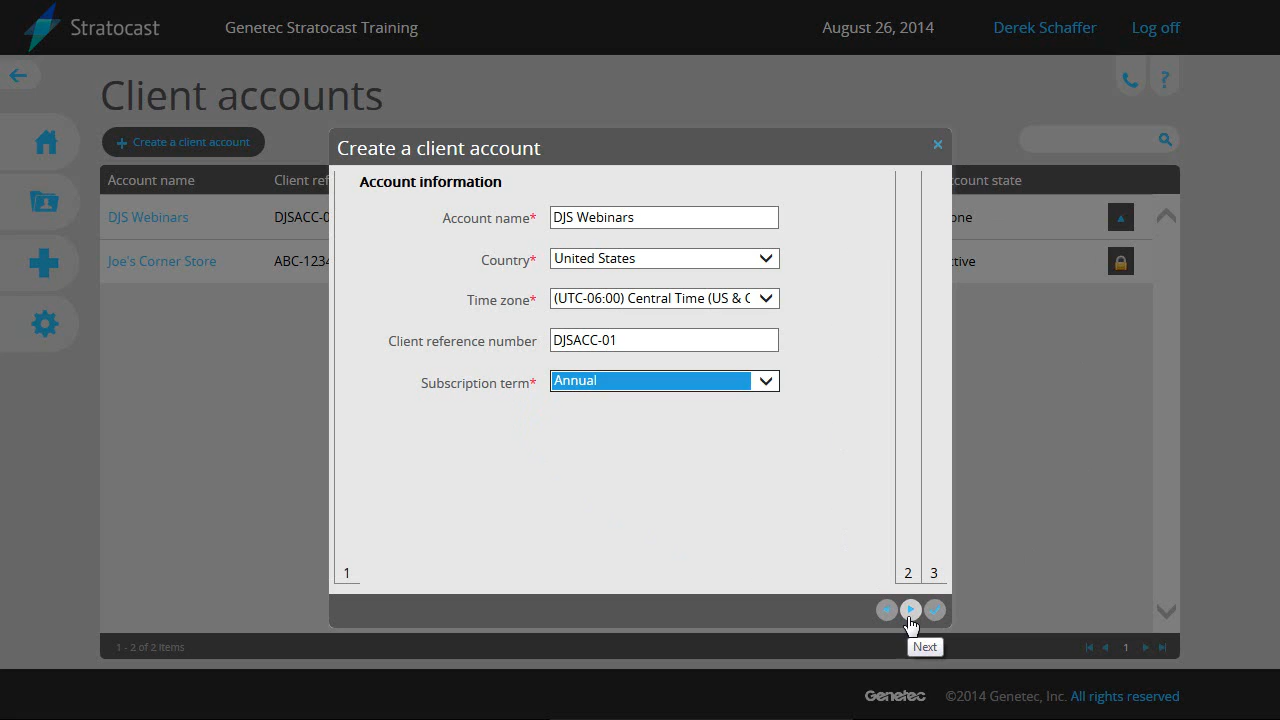 Stratocast
Genetec Stratocast Training
August 26, 2014
Derek Schaffer
Log off
?
Client accounts
+ Create a client account
Account name
Client ref
count state
DJS Webinars
DJSACC-0
one
Joe's Corner Store
ABC-1234
ctive
Create a client account
×
Account information
Account name*
DJS Webinars
Country*
United States
Time zone*
(UTC-06:00) Central Time (US & C
Client reference number
DJSACC-01
Subscription term*
Annual
1
2
3
Next
1 - 2 of 2 items
1
Genetec
©2014 Genetec, Inc. All rights reserved